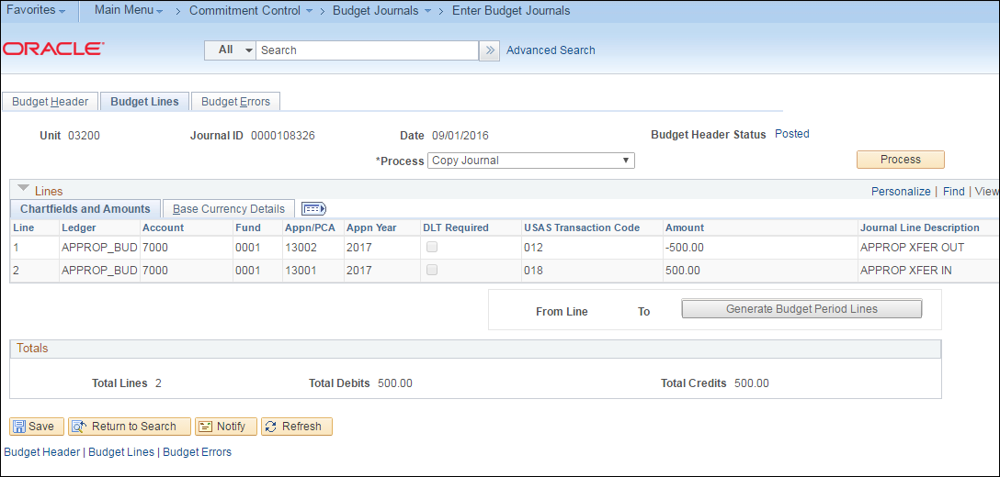 Favorites Main Menu > Commitment Control > Budget Journals > Enter Budget Journals
ORACLE
All Search » Advanced Search
Budget Header Budget Lines Budget Errors
Unit 03200 Journal ID 0000108326 Date 09/01/2016 Budget Header Status Posted
*Process Copy Journal Process
Lines Personalize | Find | View
Chartfields and Amounts Base Currency Details
Line Ledger Account Fund Appn/PCA Appn Year DLT Required USAS Transaction Code Amount Journal Line Description
1 APPROP_BUD 7000 0001 13002 2017 012 -500.00 APPROP XFER OUT
2 APPROP_BUD 7000 0001 13001 2017 018 500.00 APPROP XFER IN
From Line To Generate Budget Period Lines
Totals
Total Lines 2 Total Debits 500.00 Total Credits 500.00
Save Return to Search Notify Refresh
Budget Header | Budget Lines | Budget Errors